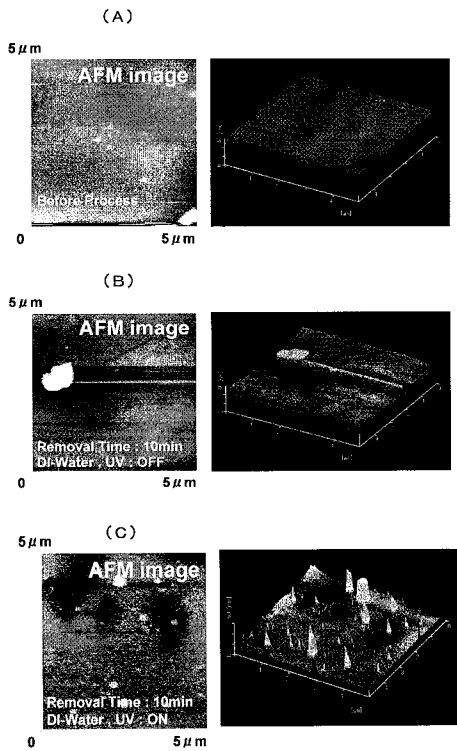 (A)
5μm
AFM image
Before Process
0
5μm
(B)
5μm
AFM image
Removal Time : 10min
DI-Water , UV : OFF
0
5μm
(C)
5μm
AFM image
Removal Time : 10min
DI-Water , UV : ON
0
5μm